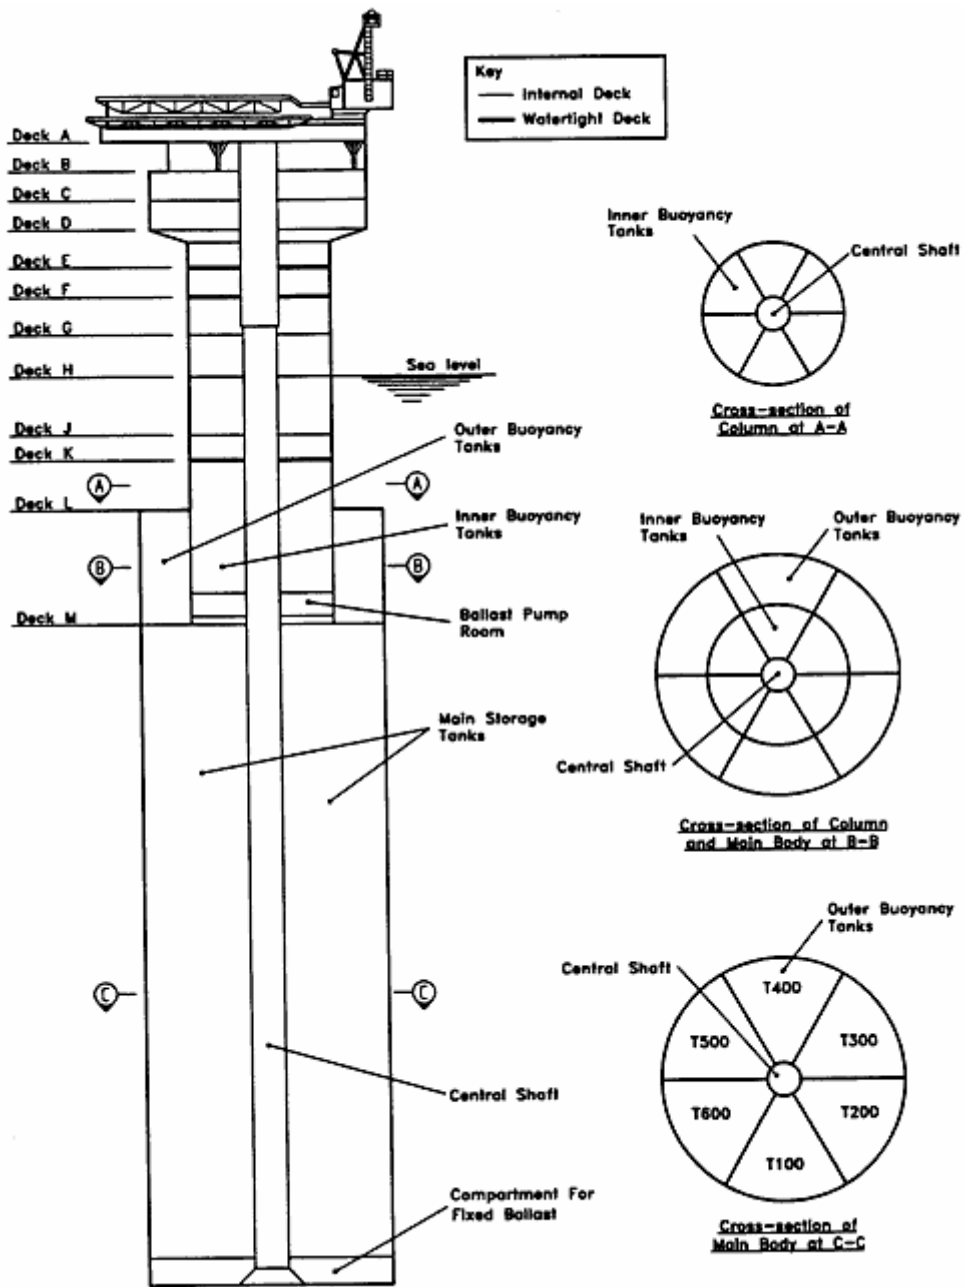 Key
Internal Deck
Watertight Deck
Deck A
Deck B
Deck C
Deck D
Deck E
Deck F
Deck G
Deck H
Sea level
Deck J
Deck K
Deck L
Deck M
A
A
B
B
C
C
Outer Buoyancy
Tanks
Inner Buoyancy
Tanks
Ballast Pump
Room
Main Storage
Tanks
Central Shaft
Compartment For
Fixed Ballast
Inner Buoyancy
Tanks
Central Shaft
Cross-section of
Column at A-A
Inner Buoyancy
Tanks
Outer Buoyancy
Tanks
Central Shaft
Cross-section of Column
and Main Body at B-B
Outer Buoyancy
Tanks
Central Shaft
T400
T500
T300
T600
T200
T100
Cross-section of
Main Body at C-C